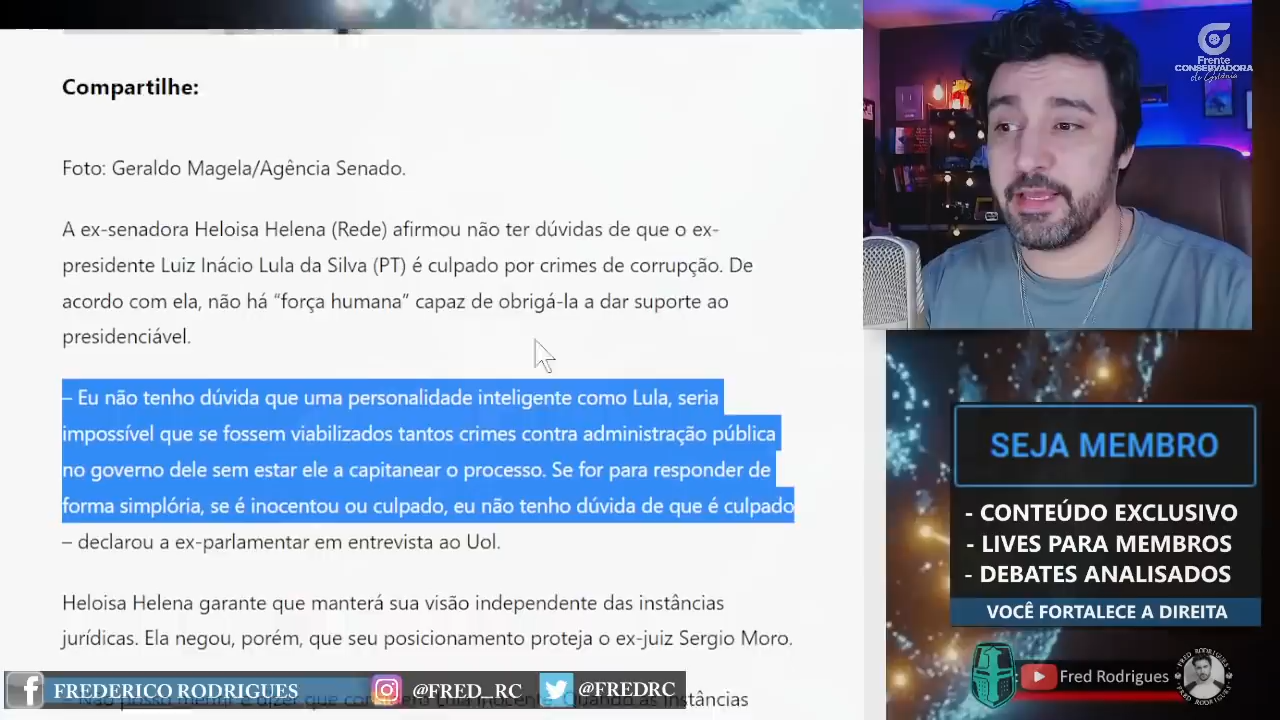 Compartilhe:
Foto: Geraldo Magela/Agência Senado.
A ex-senadora Heloisa Helena (Rede) afirmou não ter dúvidas de que o ex-
presidente Luiz Inácio Lula da Silva (PT) é culpado por crimes de corrupção. De
acordo com ela, não há “força humana” capaz de obrigá-la a dar suporte ao
presidenciável.
– Eu não tenho dúvida que uma personalidade inteligente como Lula, seria
impossível que se fossem viabilizados tantos crimes contra administração pública
no governo dele sem estar ele a capitanear o processo. Se for para responder de
forma simplória, se é inocentou ou culpado, eu não tenho dúvida de que é culpado
– declarou a ex-parlamentar em entrevista ao Uol.
Heloisa Helena garante que manterá sua visão independente das instâncias
jurídicas. Ela negou, porém, que seu posicionamento proteja o ex-juiz Sergio Moro.
instâncias
FREDERICO RODRIGUES
@FRED_RC
@FREDRC
Frente
CONSERVADORA
de Goiânia
SEJA MEMBRO
- CONTEÚDO EXCLUSIVO
- LIVES PARA MEMBROS
- DEBATES ANALISADOS
VOCÊ FORTALECE A DIREITA
Fred Rodrigues
FRED RODRIGUES